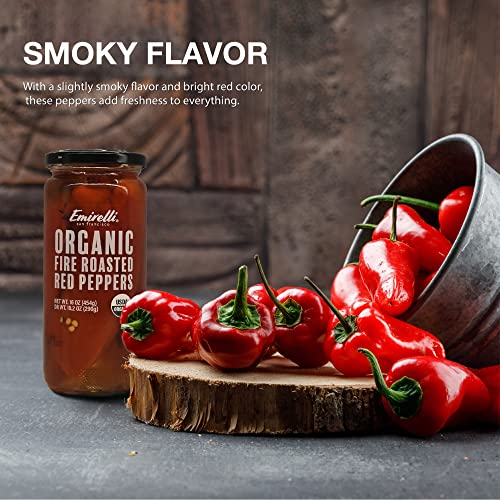 SMOKY FLAVOR
With a slightly smoky flavor and bright red color,
these peppers add freshness to everything.
Emirelli
SAN FRANCISCO
ORGANIC
FIRE ROASTED
RED PEPPERS
NET WT. 16 OZ (454g)
DR WT. 10.2 OZ (290g)
USDA
ORGANIC